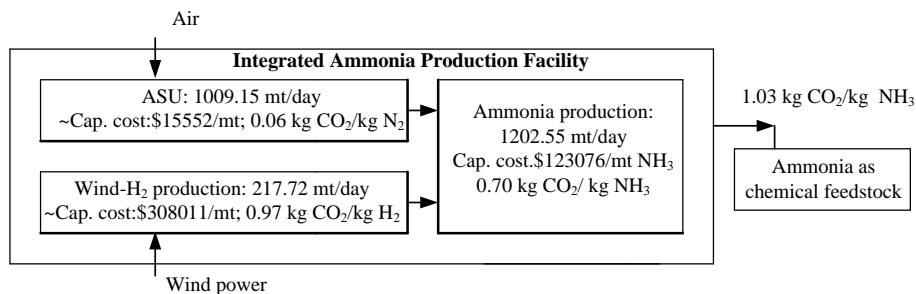 Air
Integrated Ammonia Production Facility
ASU: 1009.15 mt/day
~Cap. cost:$15552/mt; 0.06 kg CO₂/kg N₂
Wind-H₂ production: 217.72 mt/day
~Cap. cost:$308011/mt; 0.97 kg CO₂/kg H₂
Ammonia production:
1202.55 mt/day
Cap. cost.$123076/mt NH₃
0.70 kg CO₂/ kg NH₃
1.03 kg CO₂/kg  NH₃
Ammonia as
chemical feedstock
Wind power